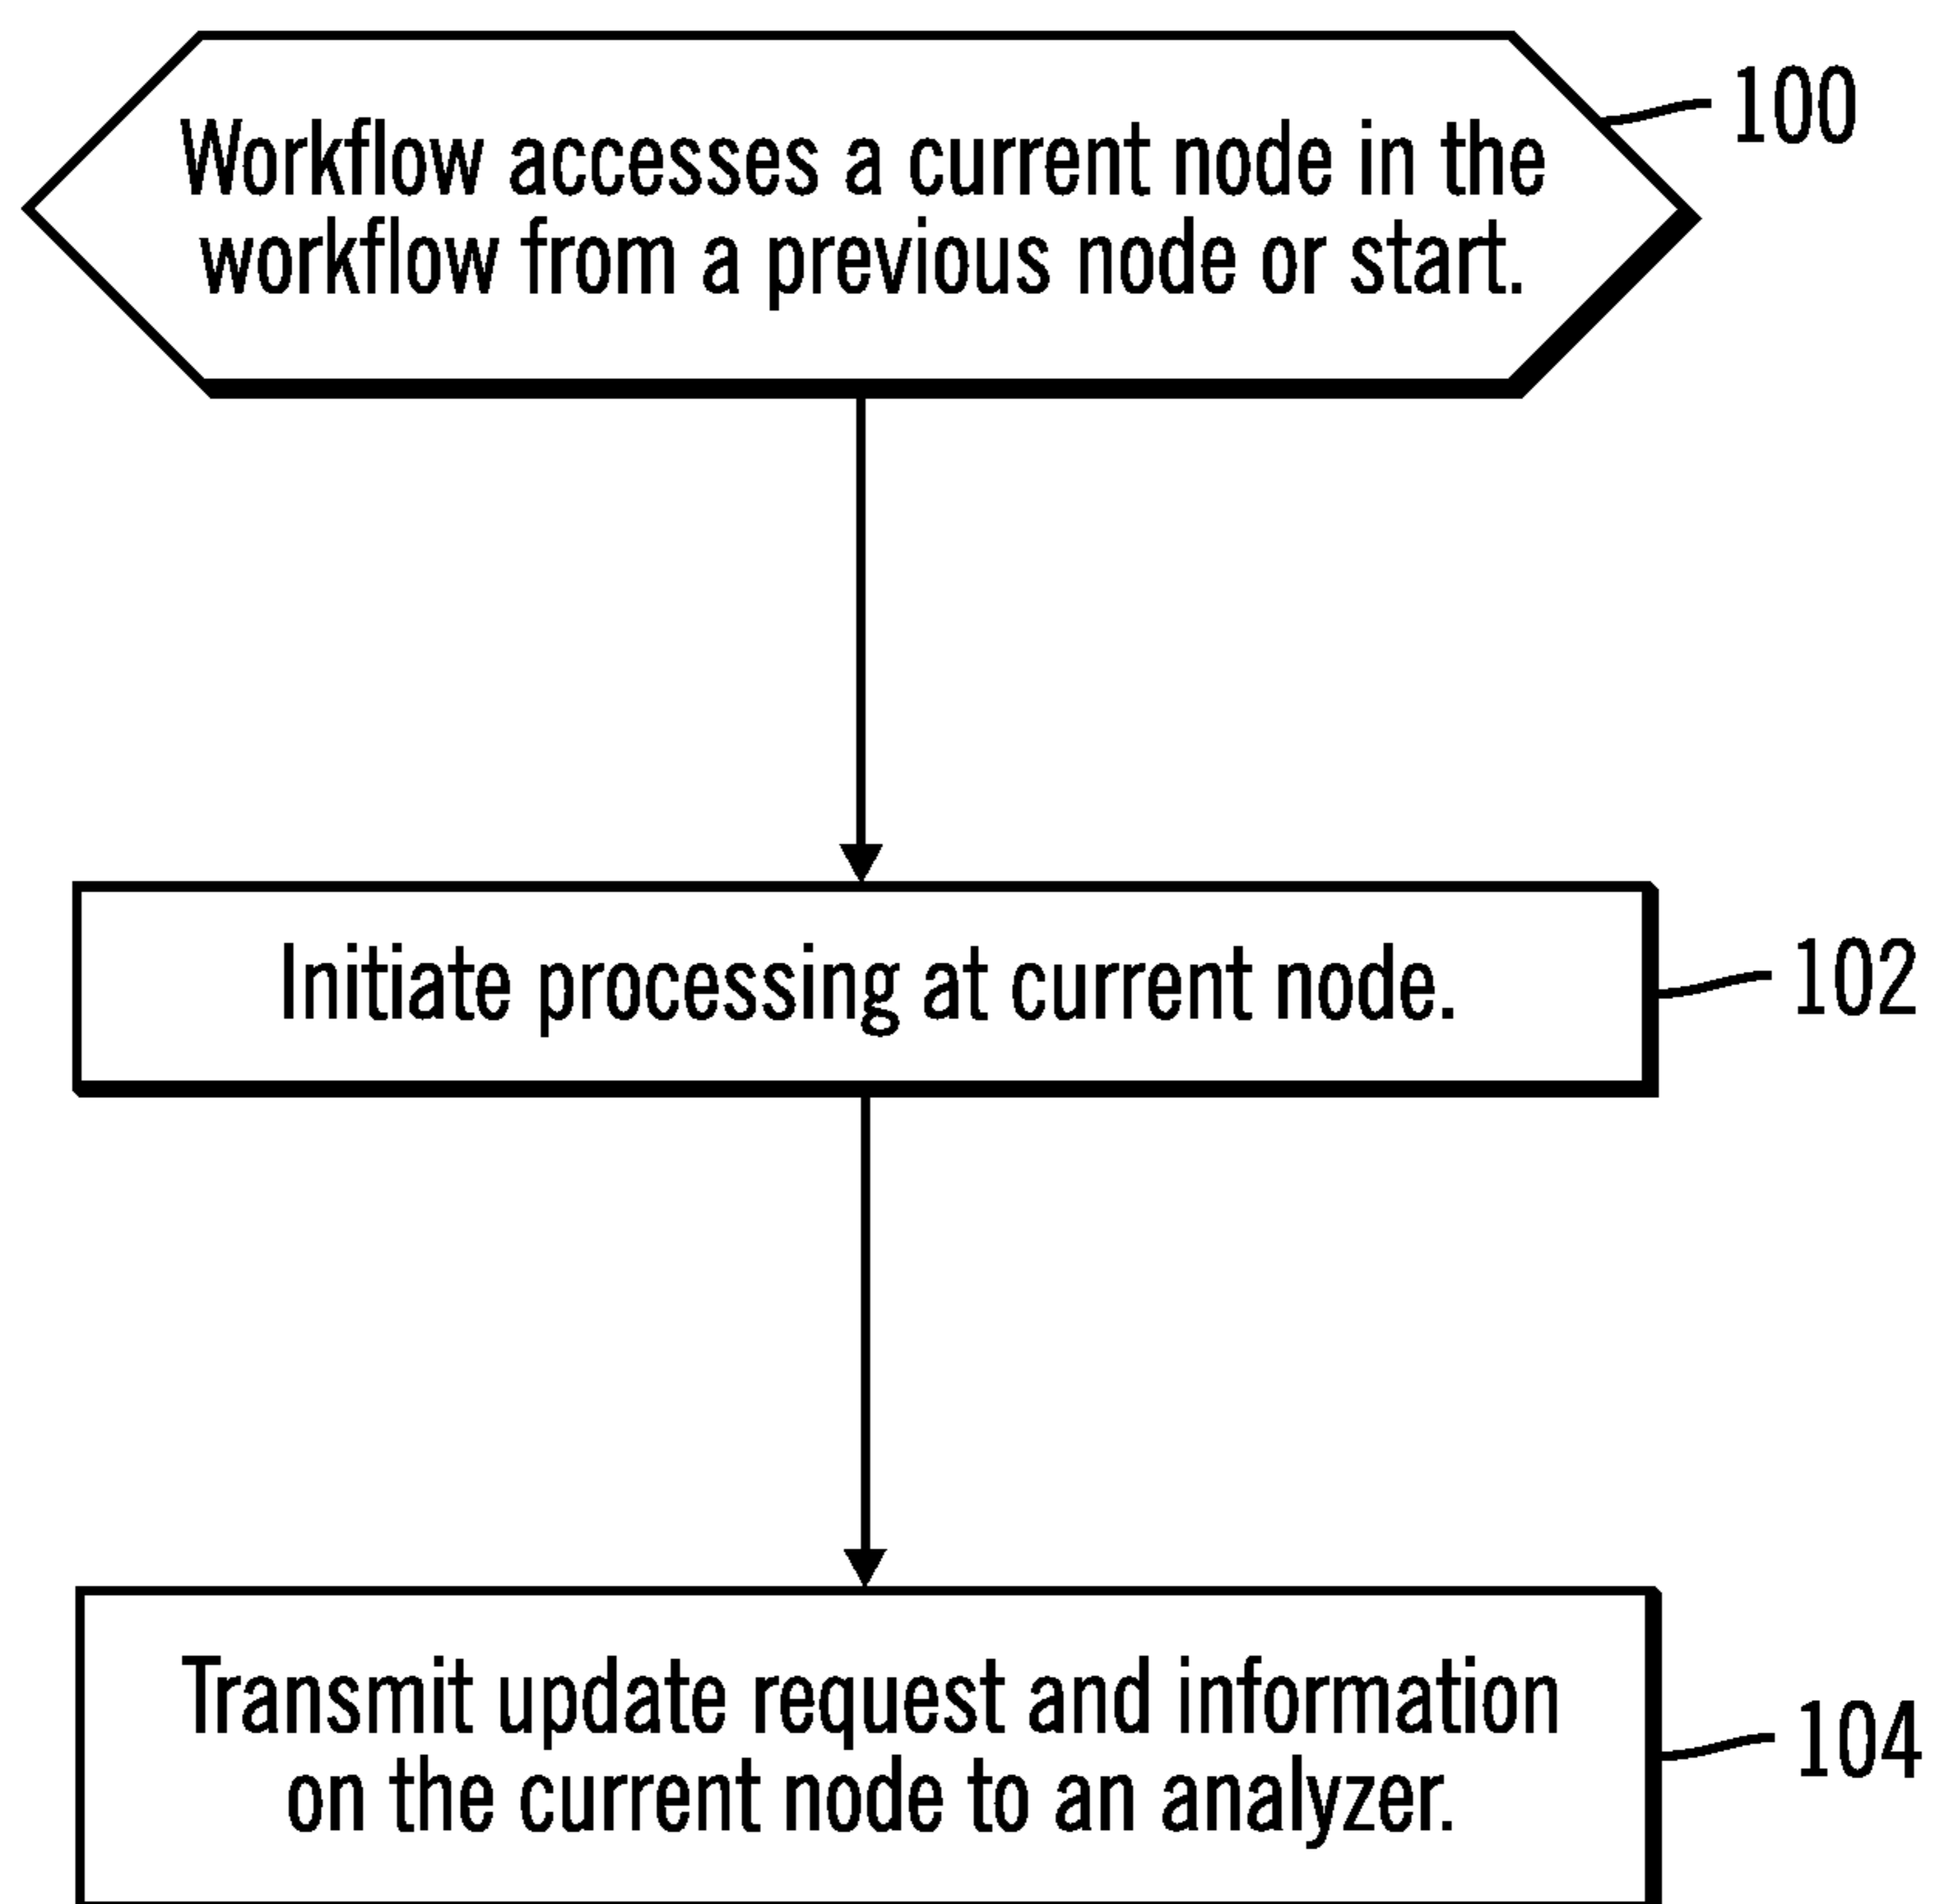 Workflow accesses a current node in the
workflow from a previous node or start.
100
Initiate processing at current node.
102
Transmit update request and information
on the current node to an analyzer.
104